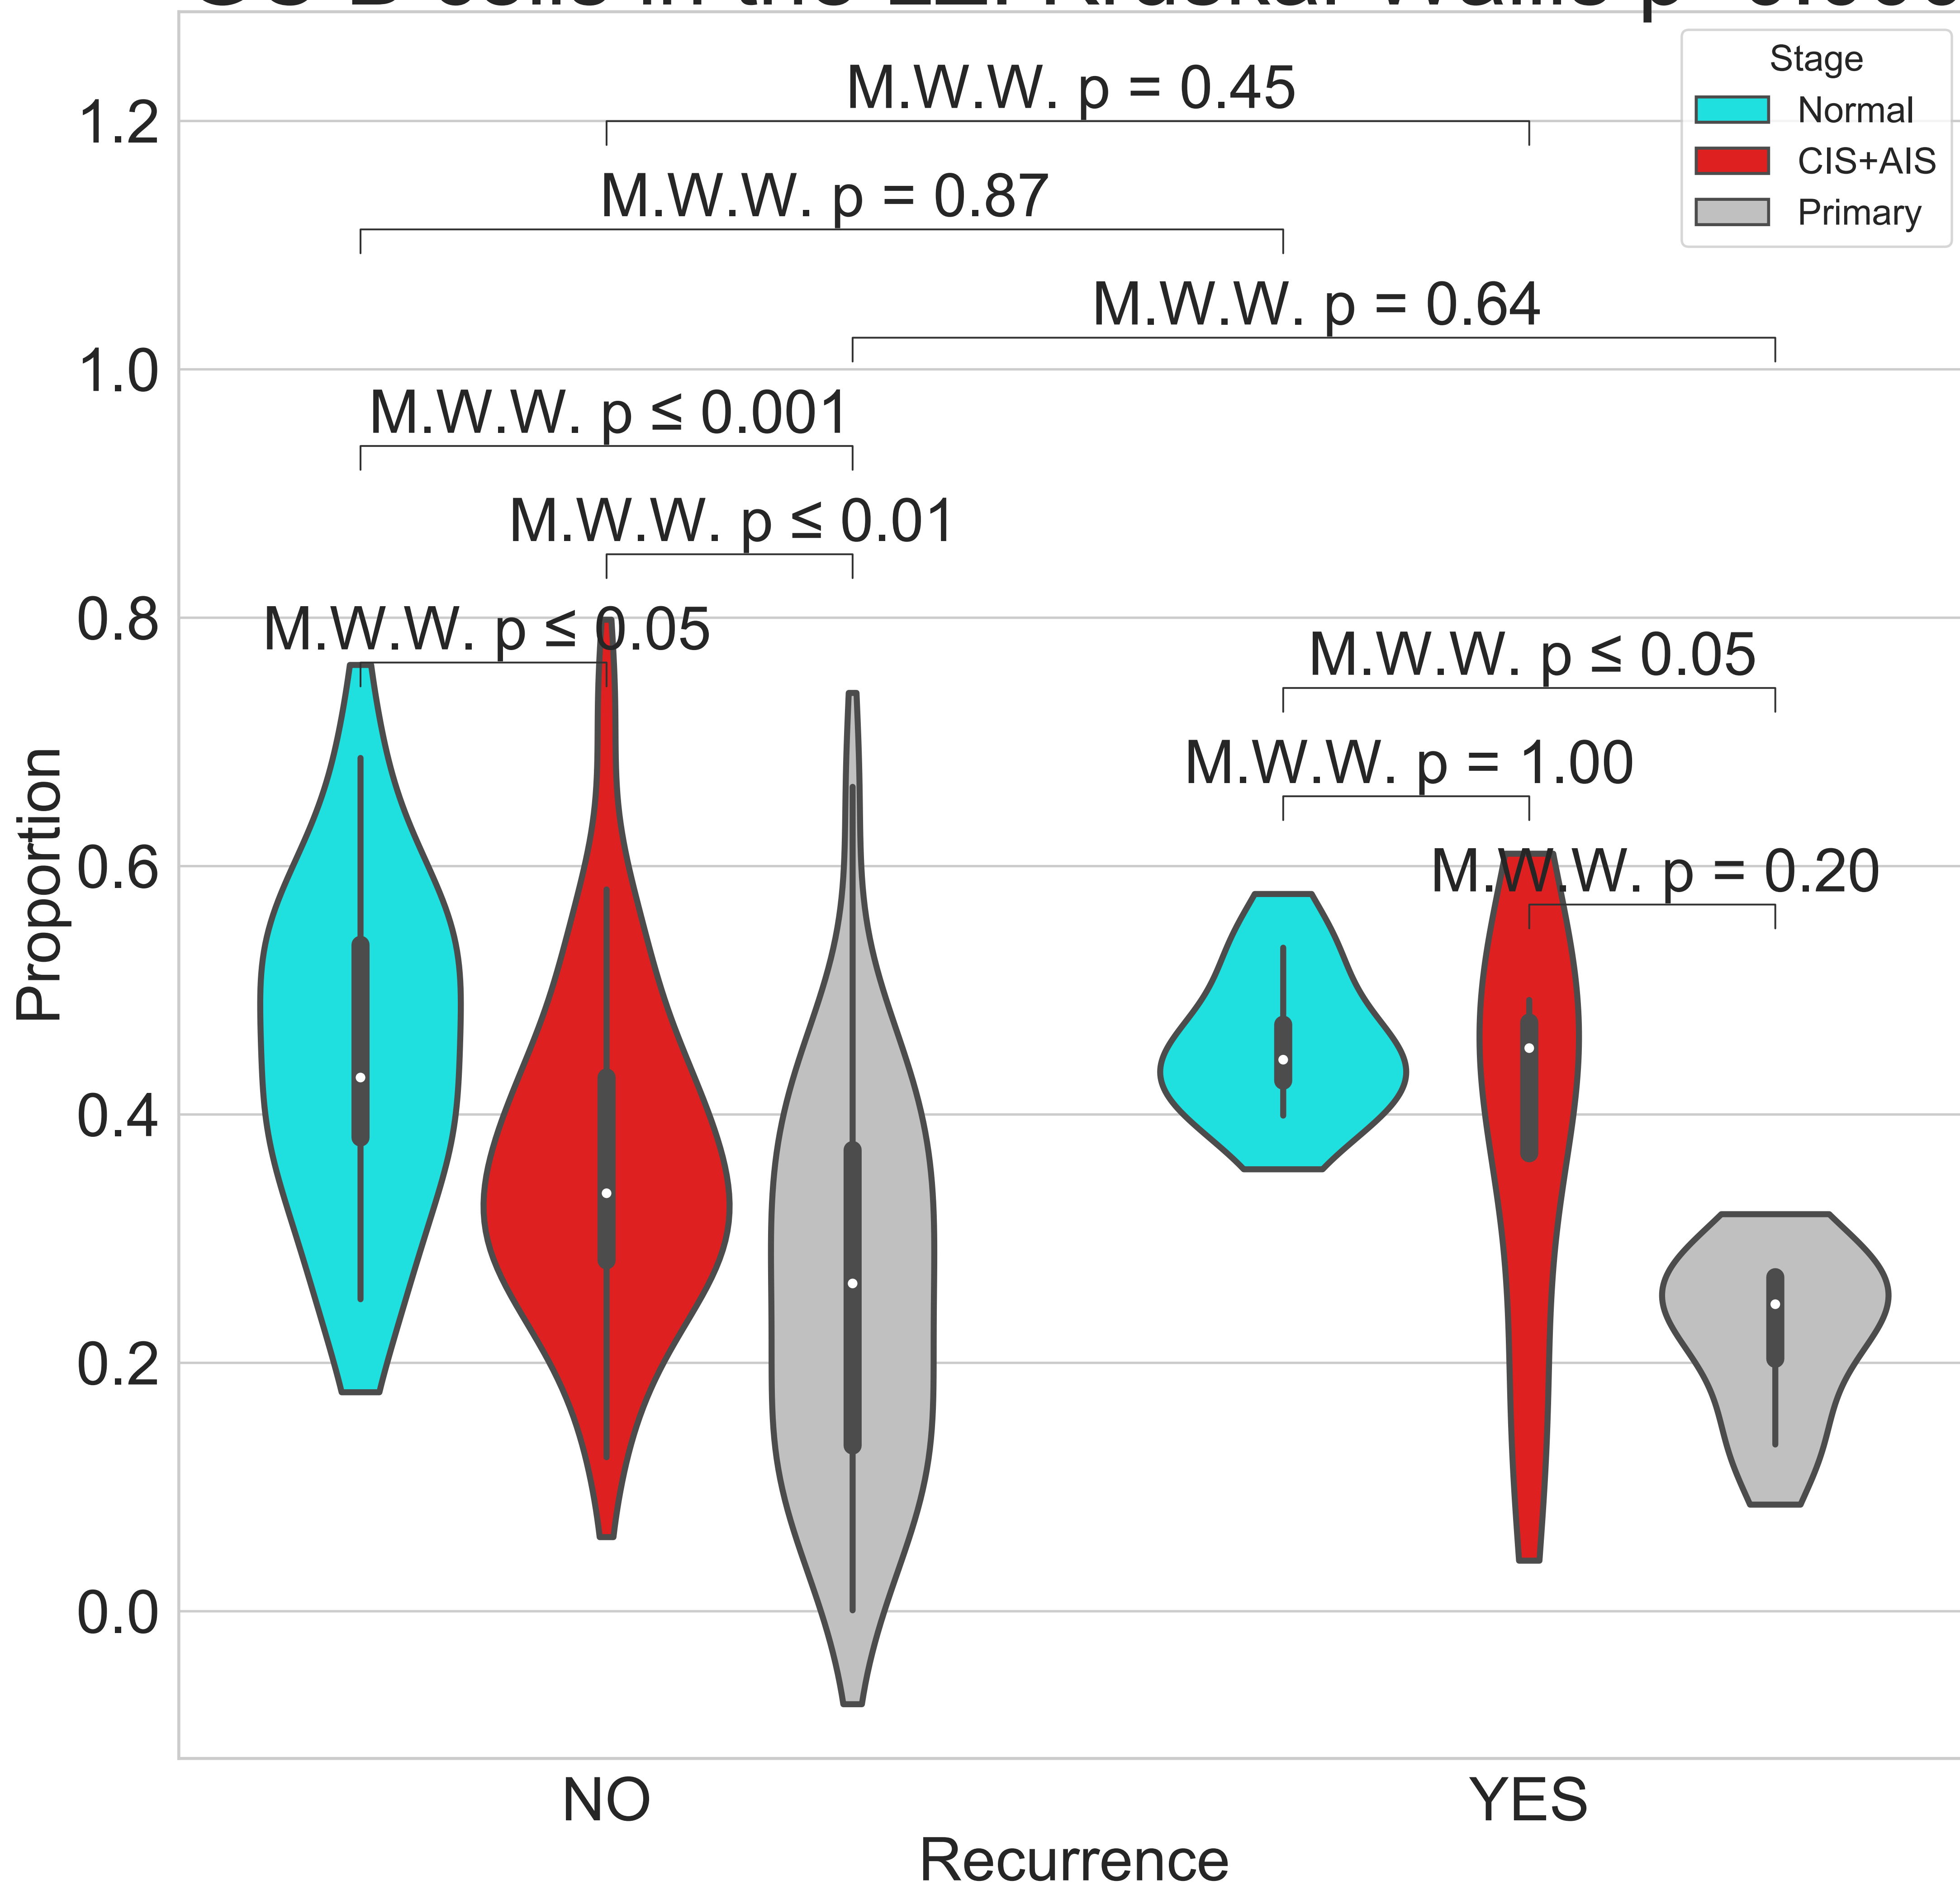 Stage
Normal
CIS+AIS
Primary
M.W.W. p = 0.45
M.W.W. p = 0.87
M.W.W. p = 0.64
M.W.W. p ≤ 0.001
M.W.W. p ≤ 0.01
M.W.W. p ≤ 0.05
M.W.W. p ≤ 0.05
M.W.W. p = 1.00
M.W.W. p = 0.20
1.2
1.0
0.8
0.6
0.4
0.2
0.0
Proportion
NO
YES
Recurrence